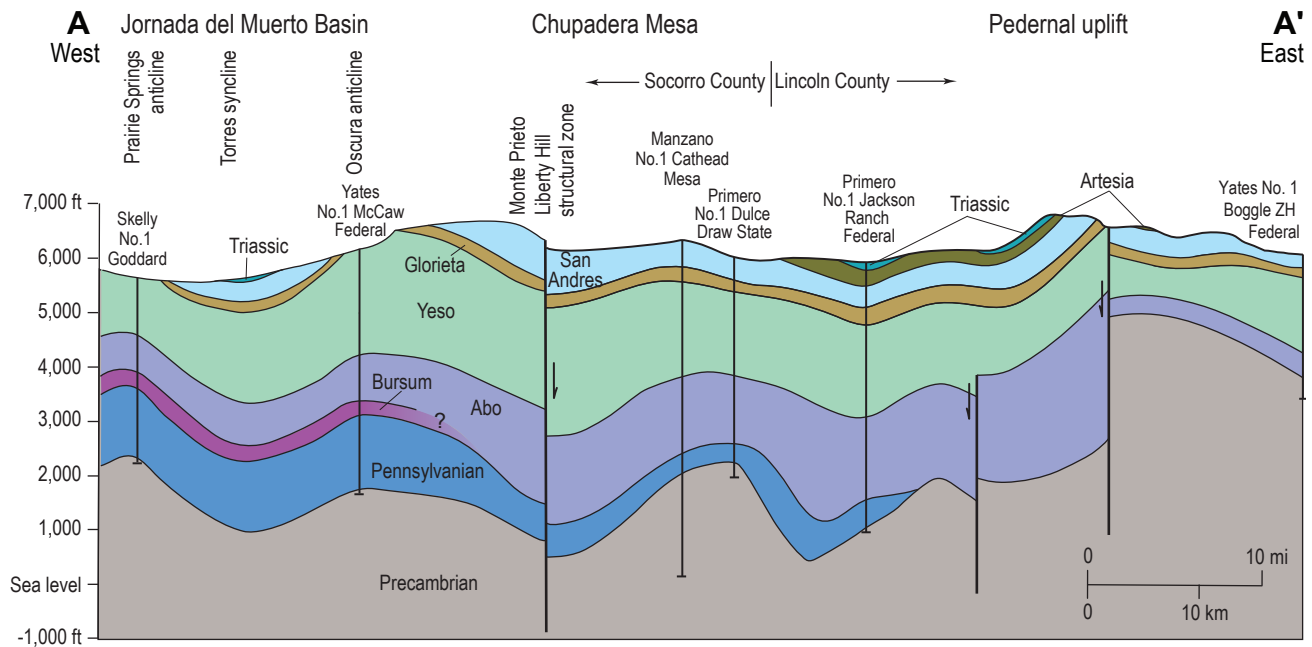 A
West
Jornada del Muerto Basin
Chupadera Mesa
Pedernal uplift
A'
East
Prairie Springs
anticline
Torres syncline
Oscura anticline
Monte Prieto
Liberty Hill
structural zone
Socorro County
Lincoln County
Skelly
No.1
Goddard
Triassic
Yates
No.1 McCaw
Federal
Manzano
No.1 Cathead
Mesa
Primero
No.1 Dulce
Draw State
Primero
No.1 Jackson
Ranch
Federal
Triassic
Artesia
Yates No. 1
Boggle ZH
Federal
7,000 ft
6,000
5,000
4,000
3,000
2,000
1,000
Sea level
-1,000 ft
Glorieta
San
Andres
Yeso
Bursum
?
Abo
Pennsylvanian
Precambrian
0
10 mi
0
10 km